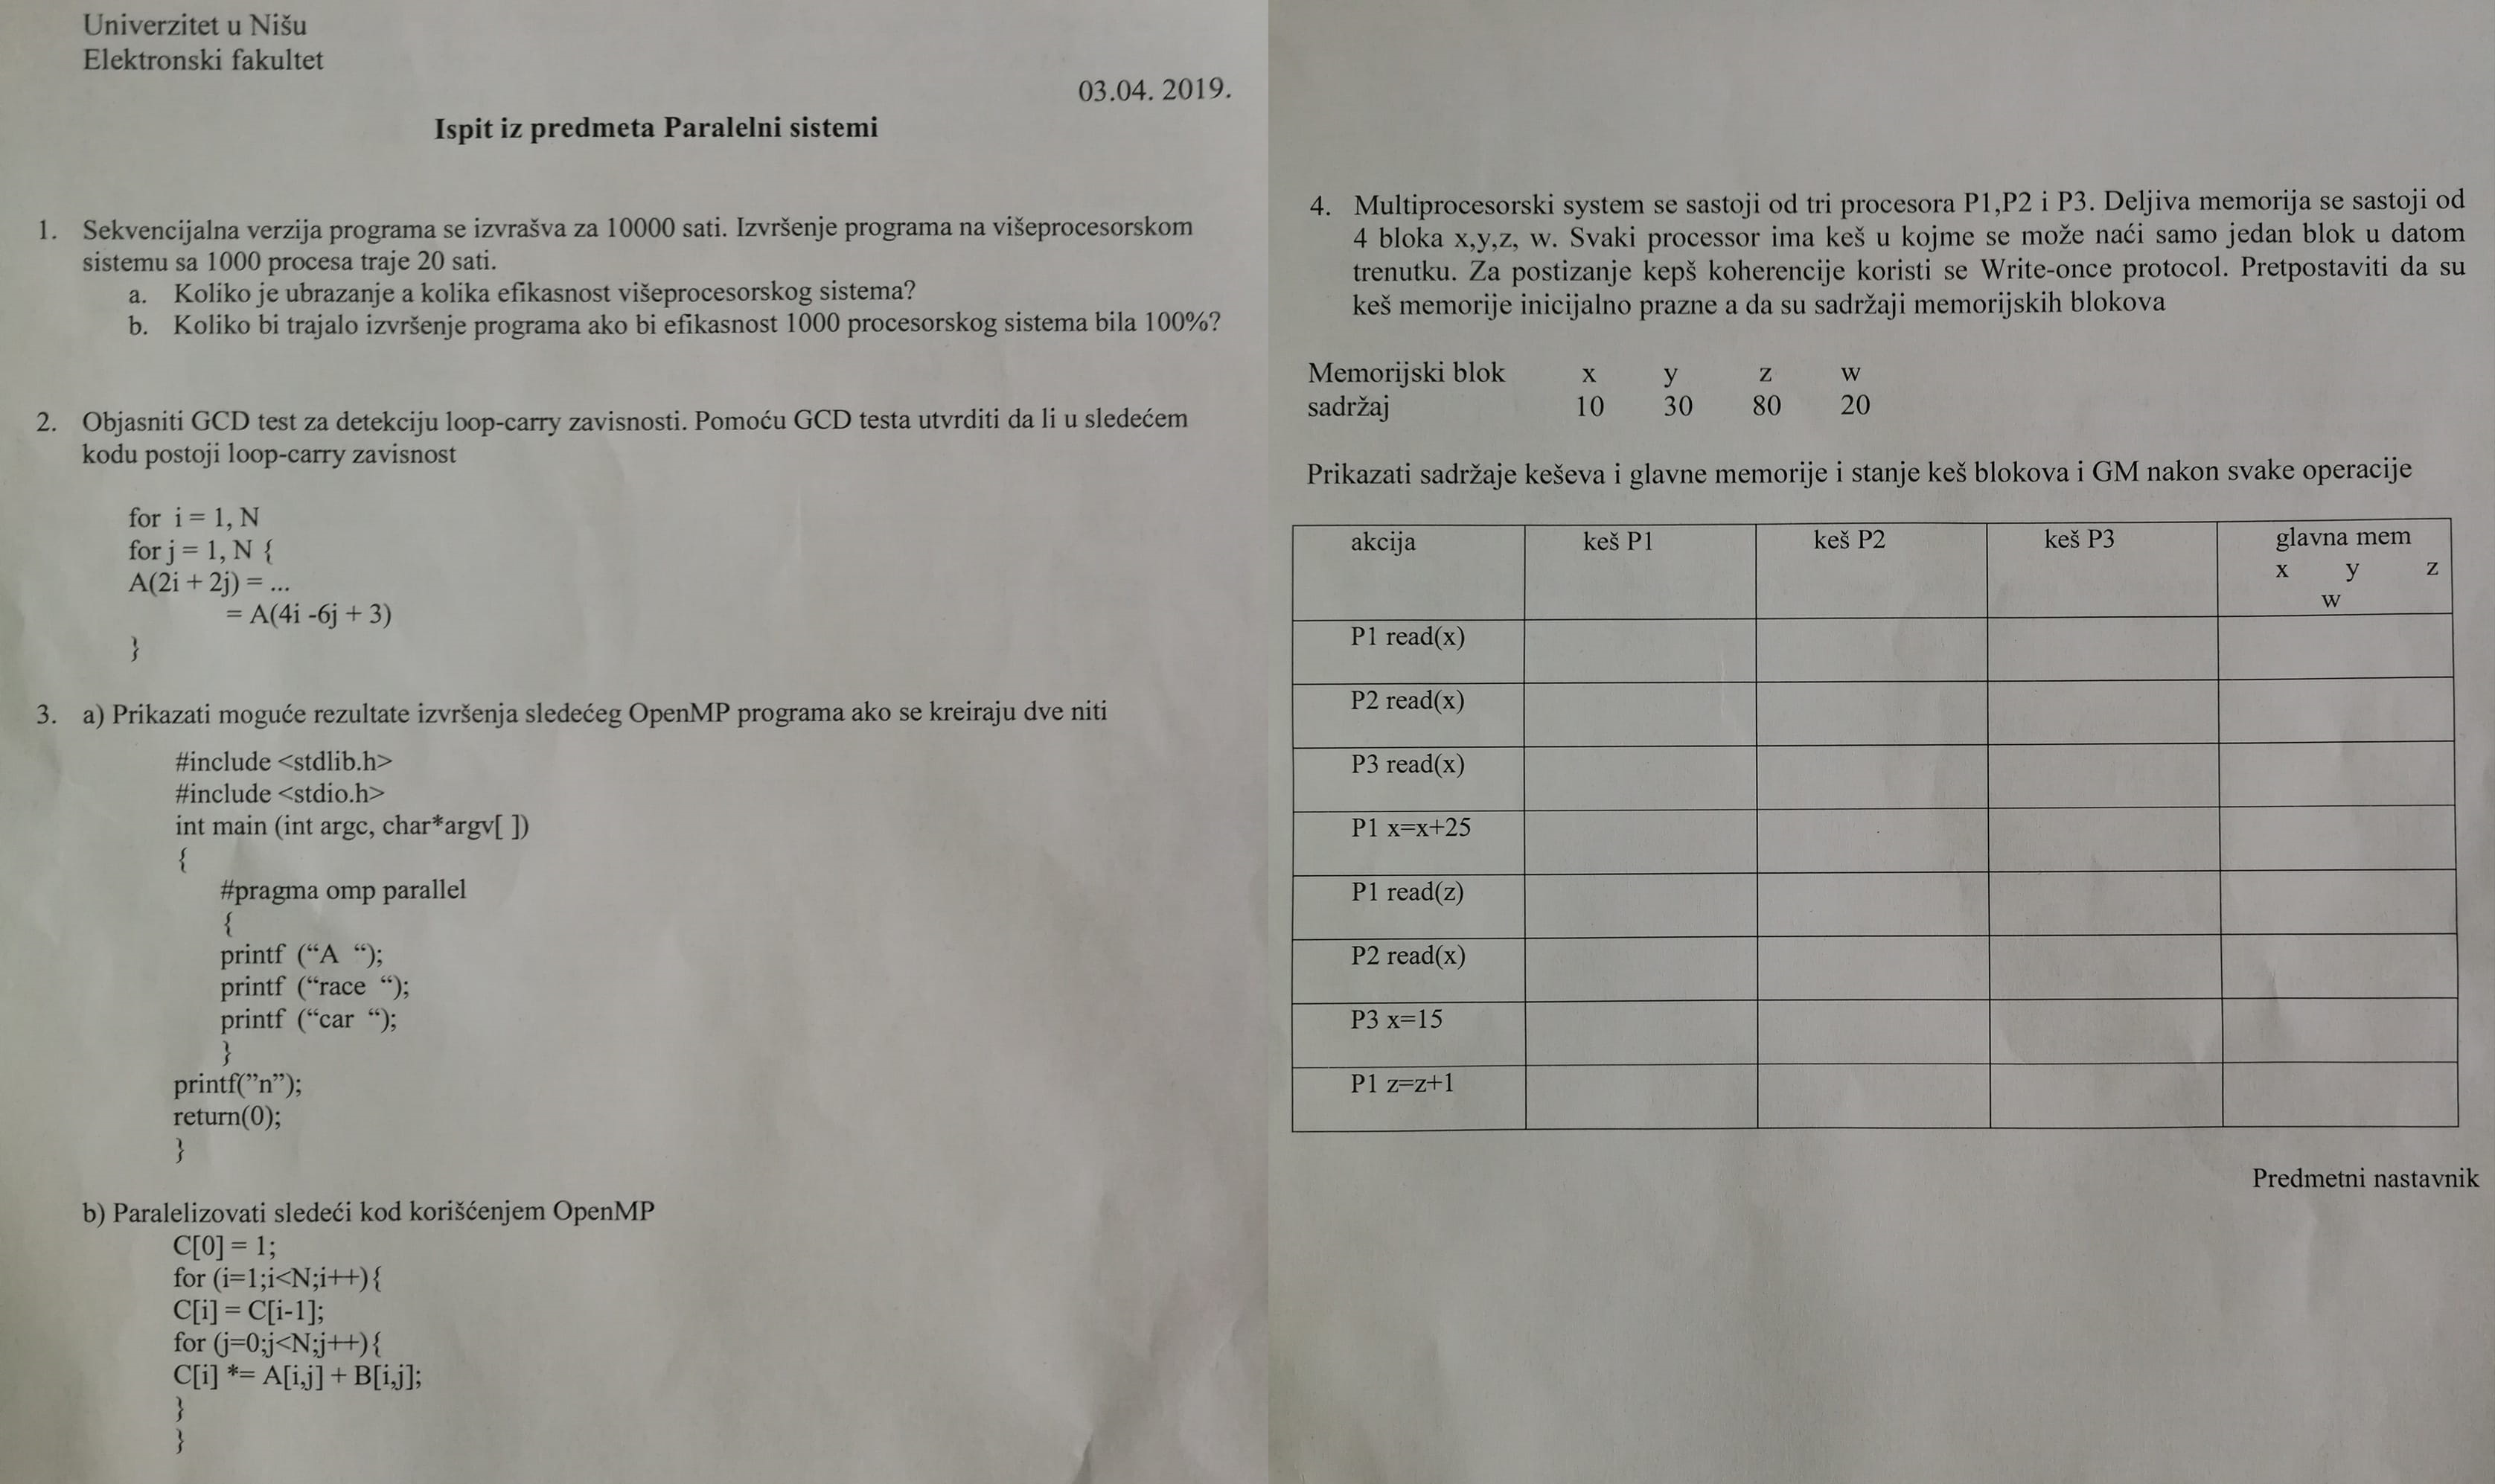 Univerzitet u Nišu
Elektronski fakultet
03.04. 2019.
Ispit iz predmeta Paralelni sistemi
1. Sekvencijalna verzija programa se izvrašva za 10000 sati. Izvršenje programa na višeprocesorskom
sistemu sa 1000 procesa traje 20 sati.
a. Koliko je ubrazanje a kolika efikasnost višeprocesorskog sistema?
b. Koliko bi trajalo izvršenje programa ako bi efikasnost 1000 procesorskog sistema bila 100%?
2. Objasniti GCD test za detekciju loop-carry zavisnosti. Pomoću GCD testa utvrditi da li u sledećem
kodu postoji loop-carry zavisnost
for i = 1, N
for j = 1, N {
A(2i + 2j) = ...
= A(4i -6j + 3)
}
3. a) Prikazati moguće rezultate izvršenja sledećeg OpenMP programa ako se kreiraju dve niti
#include <stdlib.h>
#include <stdio.h>
int main (int argc, char*argv[ ])
{
#pragma omp parallel
{
printf (“A “);
printf (“race “);
printf (“car “);
}
printf(”n”);
return(0);
}
b) Paralelizovati sledeći kod korišćenjem OpenMP
C[0] = 1;
for (i=1;i<N;i++){
C[i] = C[i-1];
for (j=0;j<N;j++){
C[i] *= A[i,j] + B[i,j];
}
}
4. Multiprocesorski system se sastoji od tri procesora P1,P2 i P3. Deljiva memorija se sastoji od
4 bloka x,y,z, w. Svaki processor ima keš u kojme se može naći samo jedan blok u datom
trenutku. Za postizanje kepš koherencije koristi se Write-once protocol. Pretpostaviti da su
keš memorije inicijalno prazne a da su sadržaji memorijskih blokova
Memorijski blok x y z w
sadržaj 10 30 80 20
Prikazati sadržaje keševa i glavne memorije i stanje keš blokova i GM nakon svake operacije
akcija keš P1 keš P2 keš P3 glavna mem
x y z
w
P1 read(x)
P2 read(x)
P3 read(x)
P1 x=x+25
P1 read(z)
P2 read(x)
P3 x=15
P1 z=z+1
Predmetni nastavnik